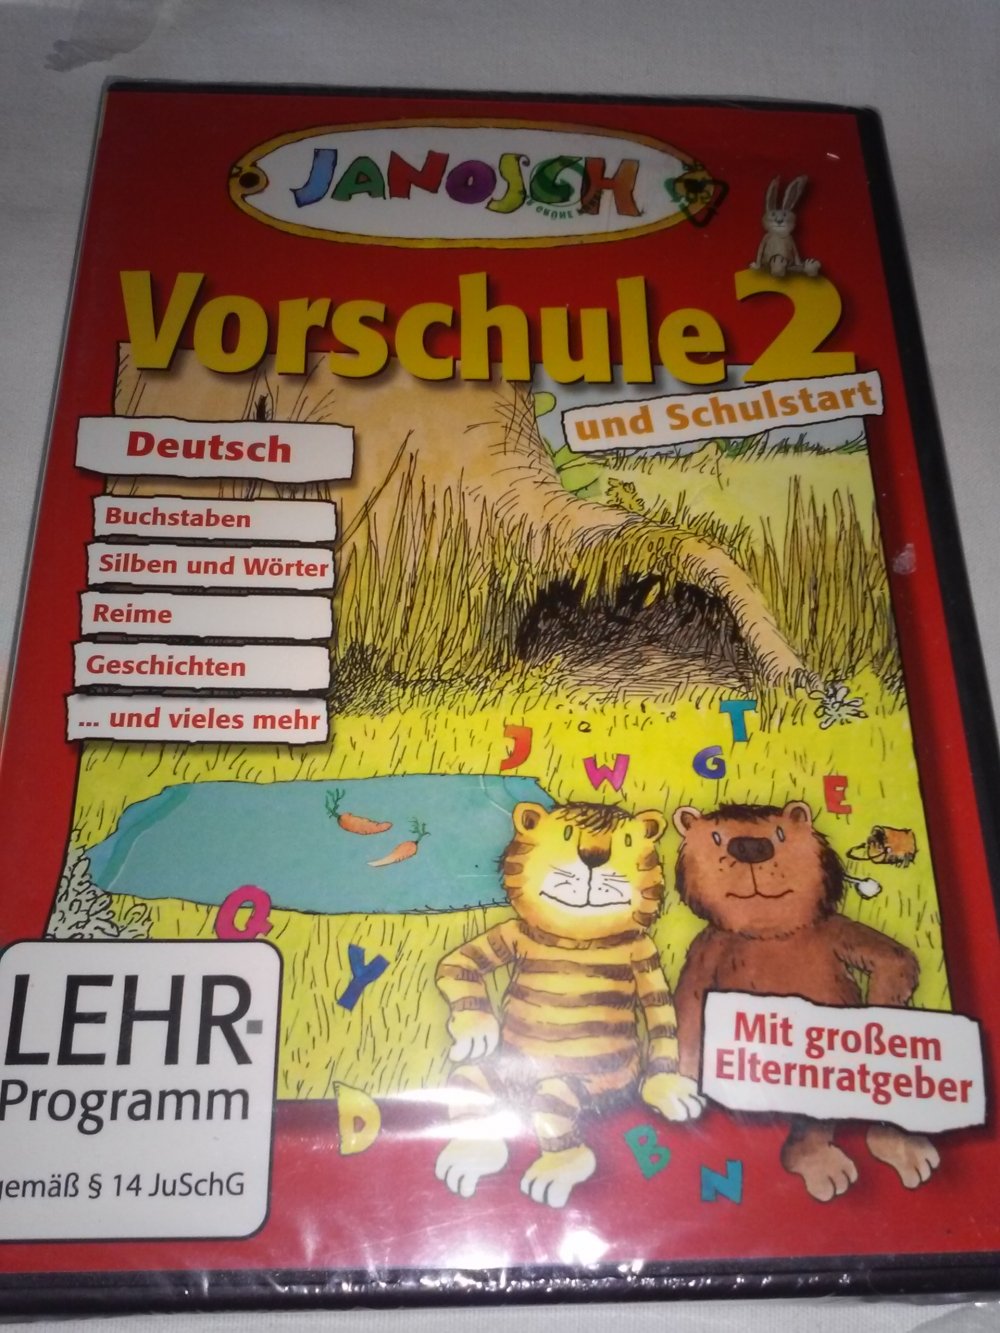 JANOSCH
Vorschule 2
und Schulstart
Deutsch
Buchstaben
Silben und Wörter
Reime
Geschichten
... und vieles mehr
J
W
G
T
E
Q
Y
D
B
N
Mit großem
Elternratgeber
LEHR-
Programm
gemäß § 14 JuSchG